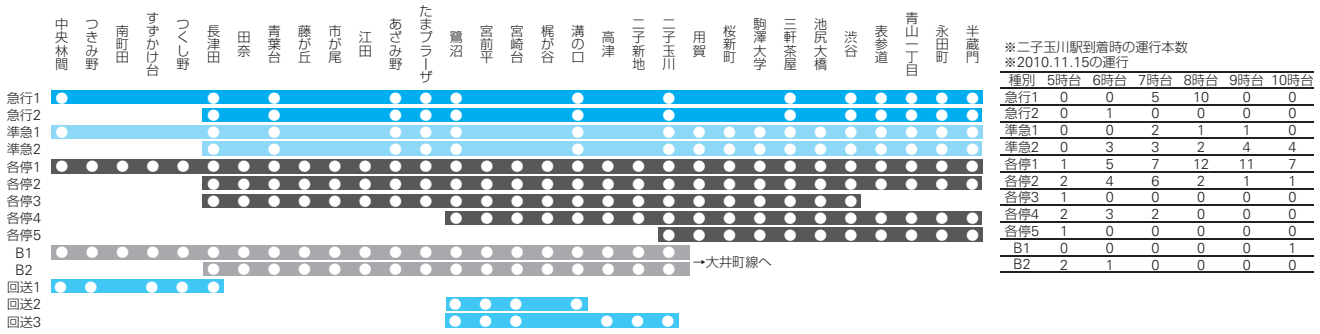 中央林間 つきみ野 南町田 すずかけ台 つくし野 長津田 田奈 青葉台 藤が丘 市が尾 江田 あざみ野 たまプラーザ 鷺沼 宮前平 宮崎台 梶が谷 溝の口 高津 二子新地 二子玉川 用賀 桜新町 駒澤大学 三軒茶屋 池尻大橋 渋谷 表参道 青山一丁目 永田町 半蔵門
急行1
急行2
準急1
準急2
各停1
各停2
各停3
各停4
各停5
B1
B2
→大井町線へ
回送1
回送2
回送3
※二子玉川駅到着時の運行本数
※2010.11.15の運行
種別 5時台 6時台 7時台 8時台 9時台 10時台
急行1 0 0 5 10 0 0
急行2 0 1 0 0 0 0
準急1 0 0 2 1 1 0
準急2 0 3 3 2 4 4
各停1 1 5 7 12 11 7
各停2 2 4 6 2 1 1
各停3 1 0 0 0 0 0
各停4 2 3 2 0 0 0
各停5 1 0 0 0 0 0
B1 0 0 0 0 0 1
B2 2 1 0 0 0 0